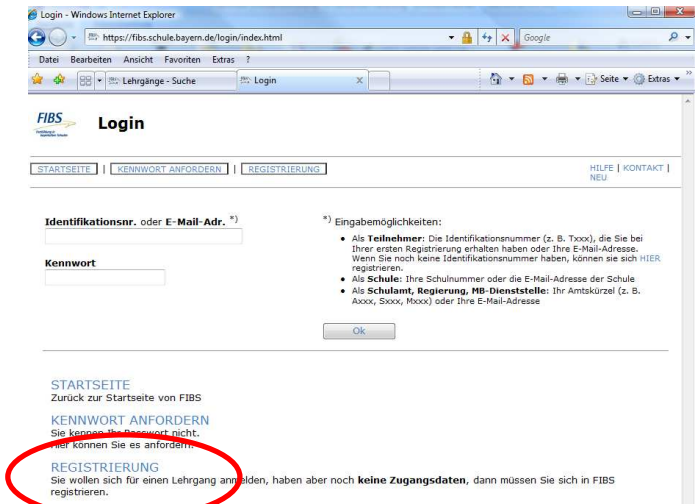 Login - Windows Internet Explorer
https://fibs.schule.bayern.de/login/index.html
Google
Datei Bearbeiten Ansicht Favoriten Extras ?
Lehrgänge - Suche
Login
Seite
Extras
FIBS
Login
STARTSEITE | KENNWORT ANFORDERN | REGISTRIERUNG
HILFE | KONTAKT |
NEU
Identifikationsnr. oder E-Mail-Adr. *)
Kennwort
*) Eingabemöglichkeiten:
• Als Teilnehmer: Die Identifikationsnummer (z. B. Txxx), die Sie bei
Ihrer ersten Registrierung erhalten haben oder Ihre E-Mail-Adresse.
Wenn Sie noch keine Identifikationsnummer haben, können sie sich HIER
registrieren.
• Als Schule: Ihre Schulnummer oder die E-Mail-Adresse der Schule
• Als Schulamt, Regierung, MB-Dienststelle: Ihr Amtskürzel (z. B.
Axxx, Sxxx, Mxxx) oder Ihre E-Mail-Adresse
Ok
STARTSEITE
Zurück zur Startseite von FIBS
KENNWORT ANFORDERN
Sie kennen Ihr Passwort nicht.
Hier können Sie es anfordern.
REGISTRIERUNG
Sie wollen sich für einen Lehrgang anmelden, haben aber noch keine Zugangsdaten, dann müssen Sie sich in FIBS
registrieren.